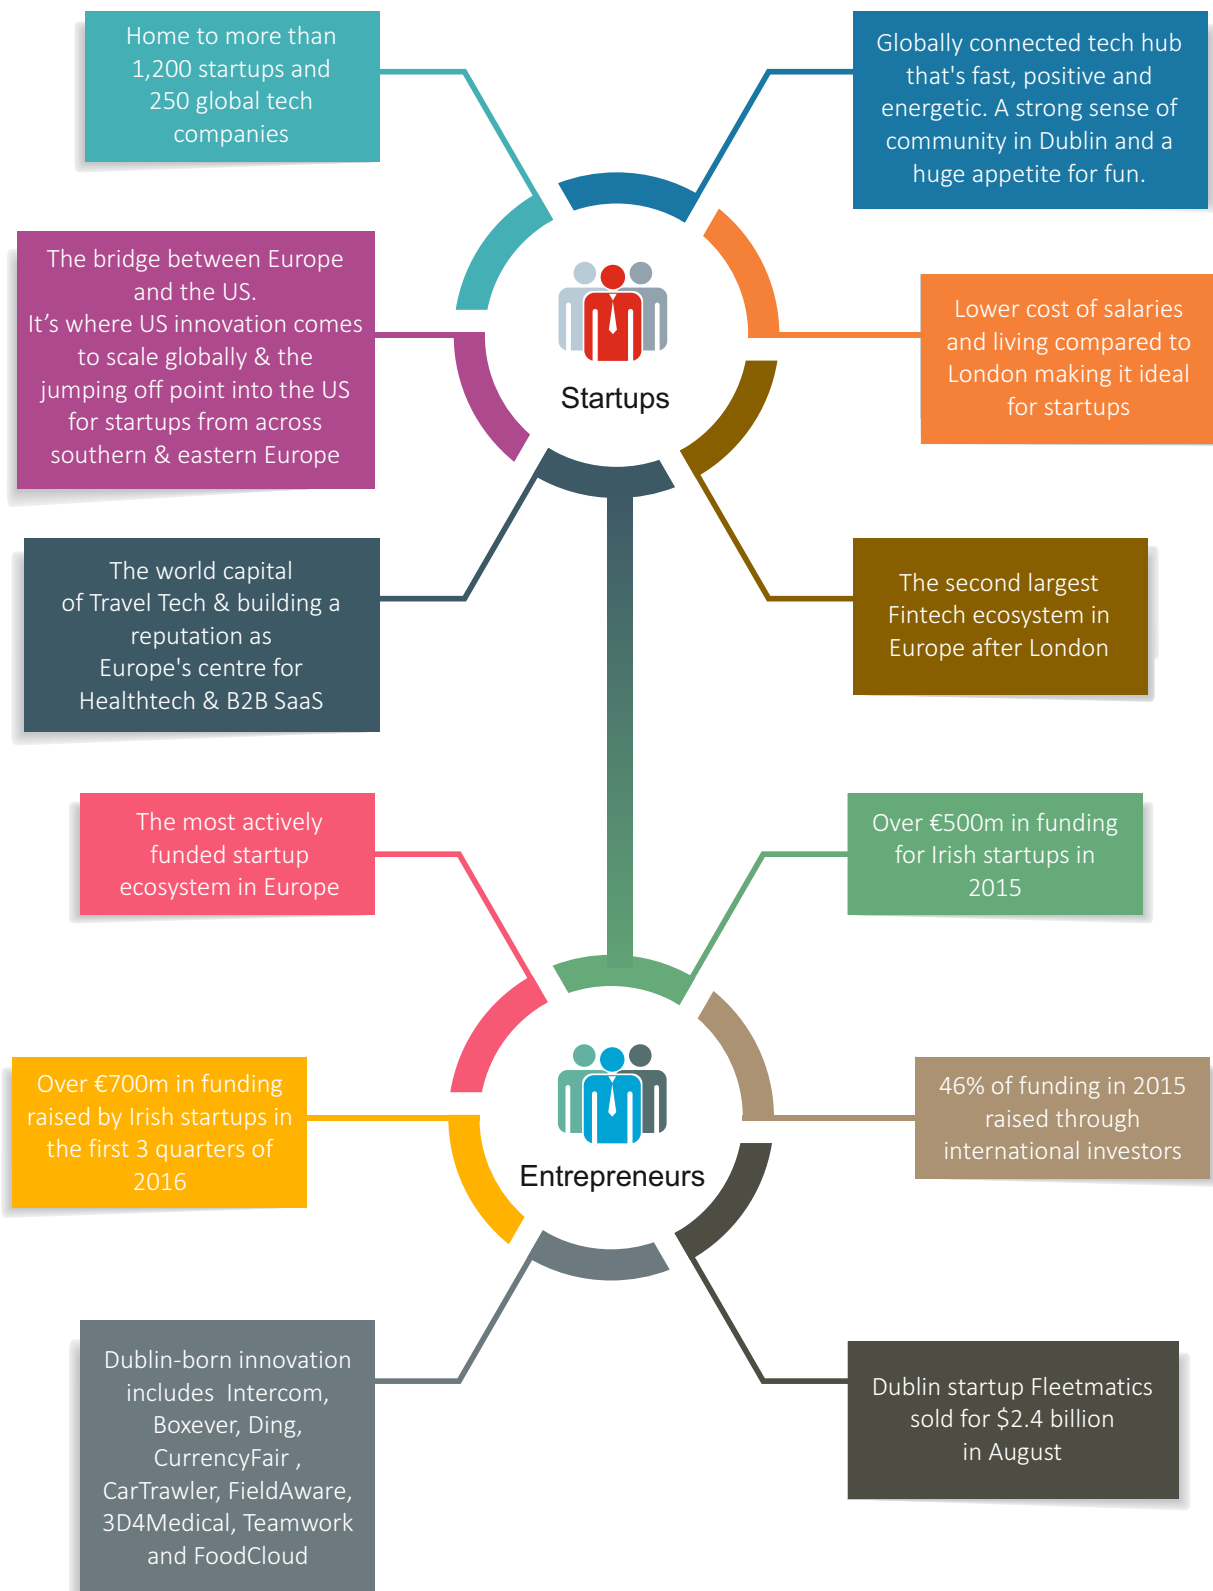 Home to more than
1,200 startups and
250 global tech
companies
Globally connected tech hub
that's fast, positive and
energetic. A strong sense of
community in Dublin and a
huge appetite for fun.
The bridge between Europe
and the US.
It’s where US innovation comes
to scale globally & the
jumping off point into the US
for startups from across
southern & eastern Europe
Lower cost of salaries
and living compared to
London making it ideal
for startups
Startups
The world capital
of Travel Tech & building a
reputation as
Europe's centre for
Healthtech & B2B SaaS
The second largest
Fintech ecosystem in
Europe after London
The most actively
funded startup
ecosystem in Europe
Over €500m in funding
for Irish startups in
2015
Over €700m in funding
raised by Irish startups in
the first 3 quarters of
2016
46% of funding in 2015
raised through
international investors
Entrepreneurs
Dublin-born innovation
includes Intercom,
Boxever, Ding,
CurrencyFair ,
CarTrawler, FieldAware,
3D4Medical, Teamwork
and FoodCloud
Dublin startup Fleetmatics
sold for $2.4 billion
in August